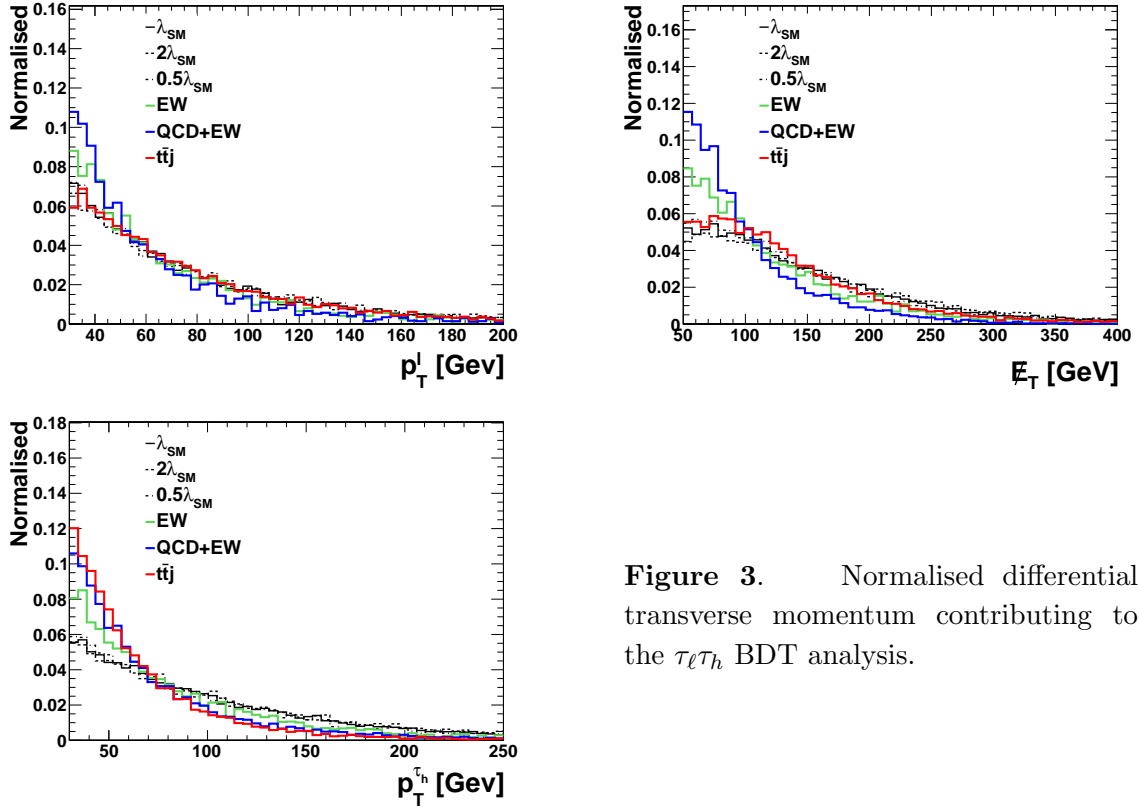 0.16
0.14
0.12
0.1
0.08
0.06
0.04
0.02
0
Normalised
λSM
2λSM
0.5λSM
EW
QCD+EW
tt̄j
40 60 80 100 120 140 160 180 200
pTl [Gev]
0.16
0.14
0.12
0.1
0.08
0.06
0.04
0.02
0
Normalised
λSM
2λSM
0.5λSM
EW
QCD+EW
tt̄j
50 100 150 200 250 300 350 400
E̸T [GeV]
0.18
0.16
0.14
0.12
0.1
0.08
0.06
0.04
0.02
0
Normalised
λSM
2λSM
0.5λSM
EW
QCD+EW
tt̄j
50 100 150 200 250
pTτh [Gev]
Figure 3. Normalised differential
transverse momentum contributing to
the τℓτh BDT analysis.